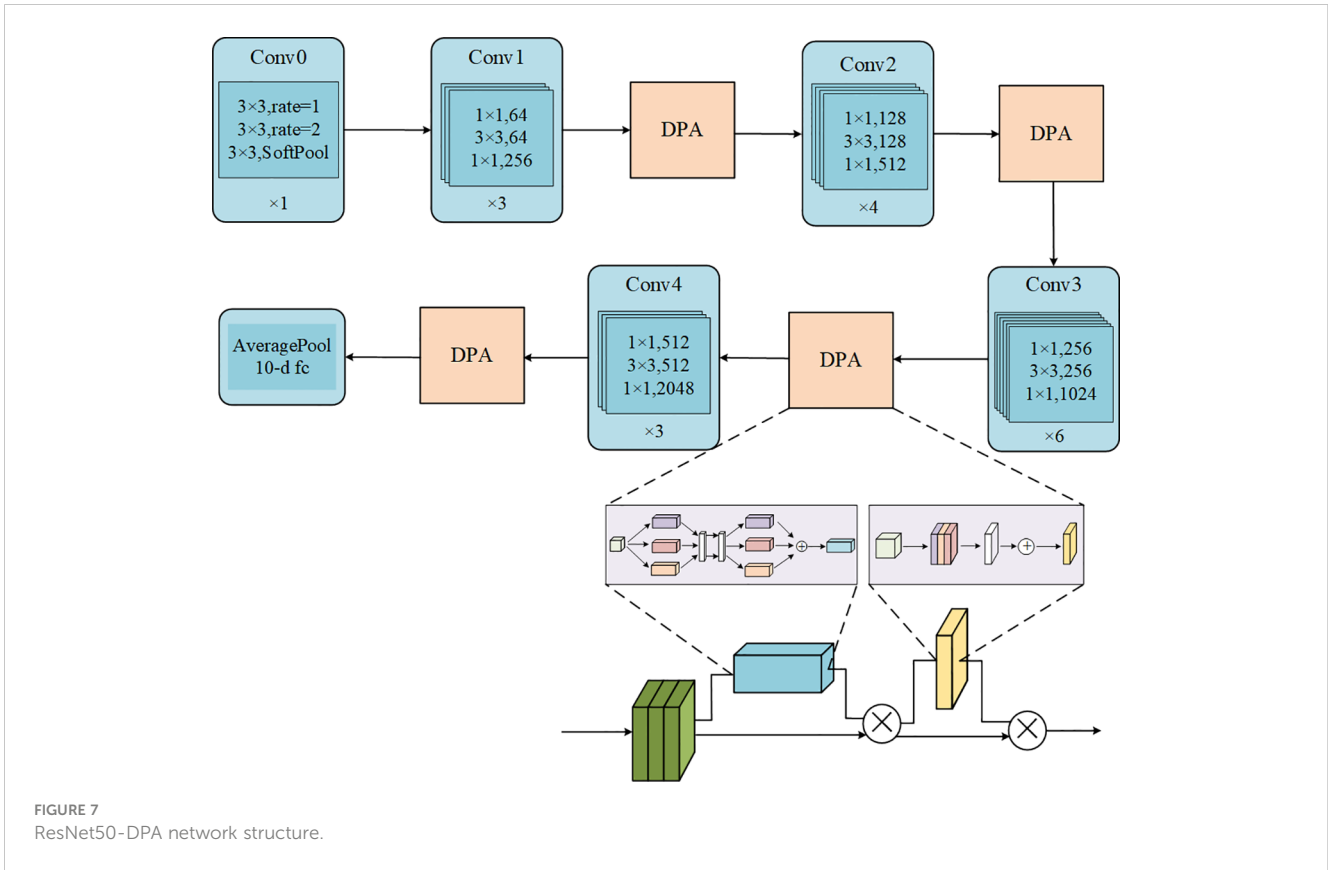 Conv0
3×3,rate=1
3×3,rate=2
3×3,SoftPool
×1
Conv1
1×1,64
3×3,64
1×1,256
×3
DPA
Conv2
1×1,128
3×3,128
1×1,512
×4
DPA
Conv3
1×1,256
3×3,256
1×1,1024
×6
DPA
Conv4
1×1,512
3×3,512
1×1,2048
×3
DPA
AveragePool
10-d fc
FIGURE 7
ResNet50-DPA network structure.